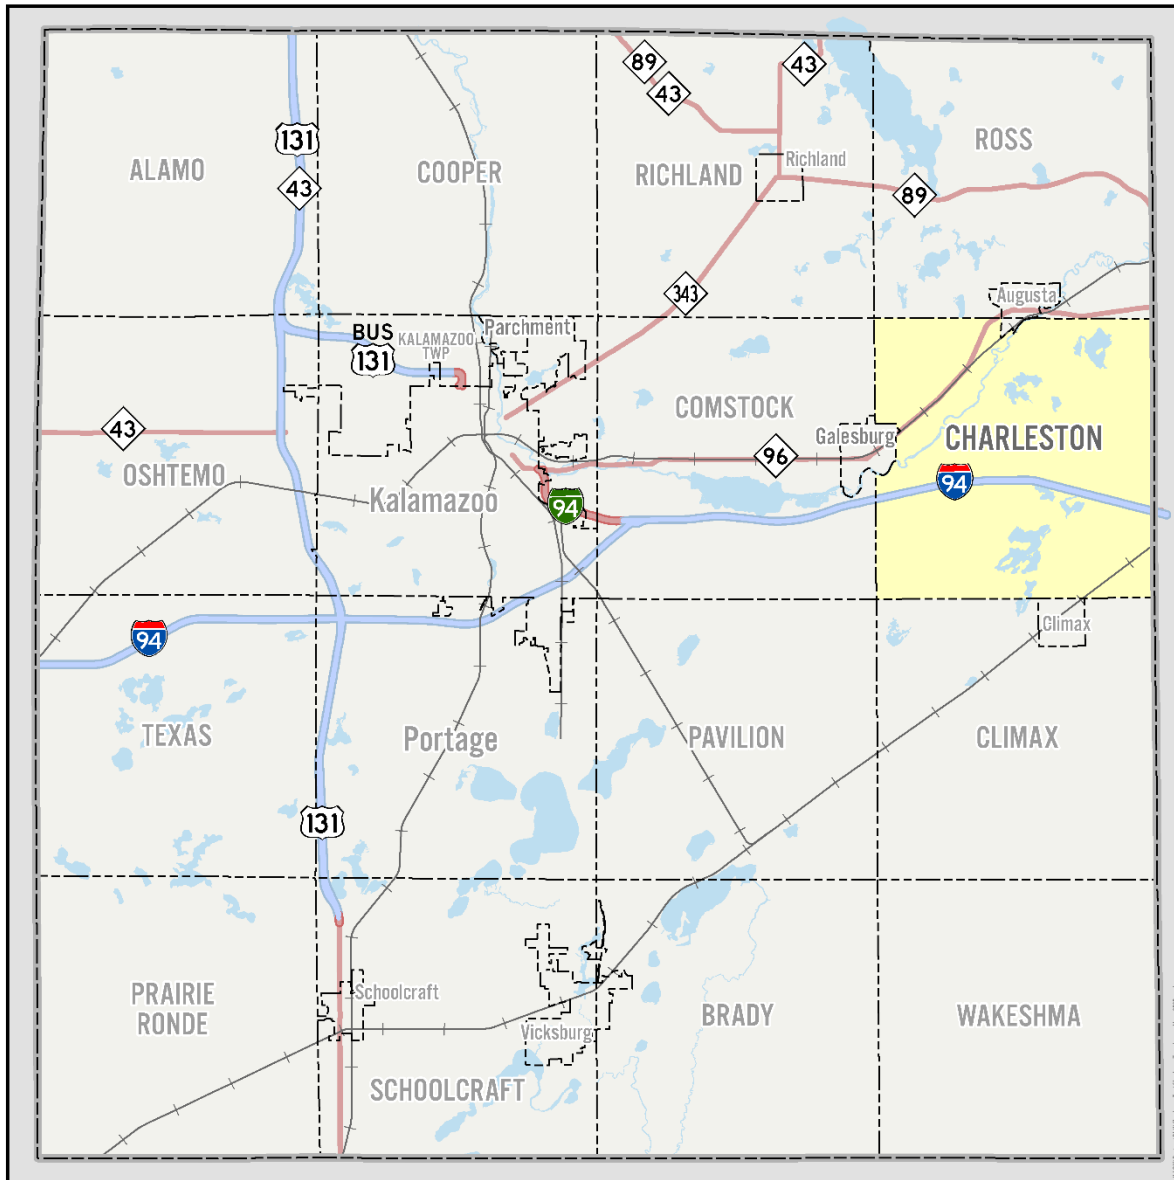 89
43
43
131
ALAMO
COOPER
RICHLAND
Richland
ROSS
43
89
343
Augusta
BUS
131
KALAMAZOO
TWP
Parchment
COMSTOCK
43
OSHTEMO
Kalamazoo
94
96
Galesburg
CHARLESTON
94
94
Climax
TEXAS
Portage
PAVILION
CLIMAX
131
PRAIRIE
RONDE
Schoolcraft
Vicksburg
BRADY
WAKESHMA
SCHOOLCRAFT